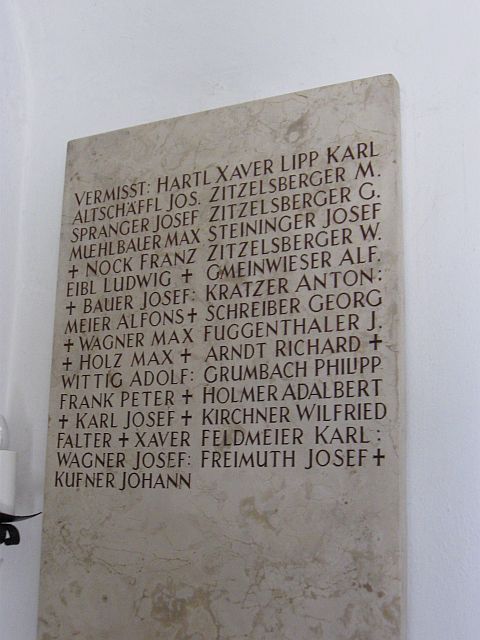 VERMISST: HARTL XAVER LIPP KARL
ALTSCHÄFFL JOS. ZITZELSBERGER M.
SPRANGER JOSEF ZITZELSBERGER G.
MUEHLBAUER MAX STEININGER JOSEF
+ NOCK FRANZ ZITZELSBERGER W.
EIBL LUDWIG + GMEINWIESER ALF.
+ BAUER JOSEF: KRATZER ANTON:
MEIER ALFONS + SCHREIBER GEORG
+ WAGNER MAX FUGGENTHALER J.
+ HOLZ MAX + ARNDT RICHARD +
WITTIG ADOLF: GRUMBACH PHILIPP
FRANK PETER + HOLMER ADALBERT
+ KARL JOSEF + KIRCHNER WILFRIED
FALTER + XAVER FELDMEIER KARL:
WAGNER JOSEF: FREIMUTH JOSEF +
KUFNER JOHANN